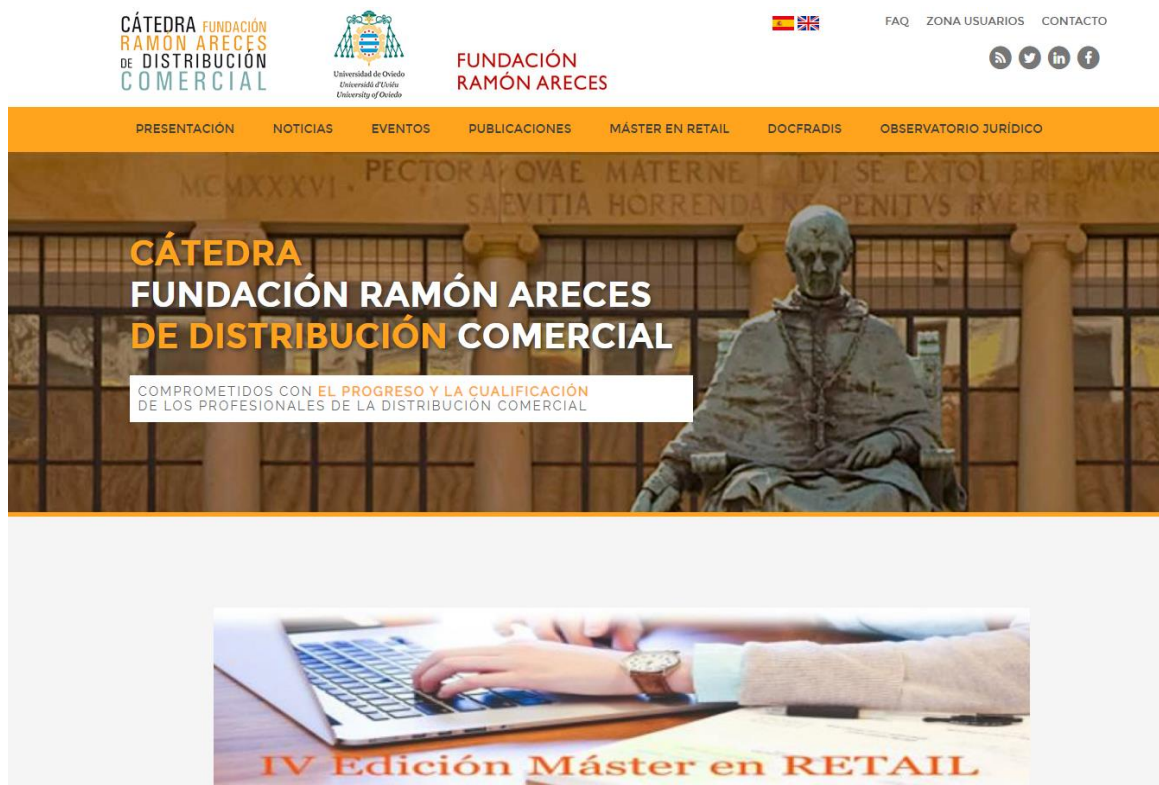 CÁTEDRA FUNDACIÓN
RAMÓN ARECES
DE DISTRIBUCIÓN
COMERCIAL
Universidad de Oviedo
Universidá d'Uviéu
University of Oviedo
FUNDACIÓN
RAMÓN ARECES
FAQ ZONA USUARIOS CONTACTO
PRESENTACIÓN NOTICIAS EVENTOS PUBLICACIONES MÁSTER EN RETAIL DOCFRADIS OBSERVATORIO JURÍDICO
MCMXXXVI · PECTORA QVAE MATERNE ALVI SE EXTOLLERE MVRO
SAEVITIA HORRENDA PENITVS RVERER
CÁTEDRA
FUNDACIÓN RAMÓN ARECES
DE DISTRIBUCIÓN COMERCIAL
COMPROMETIDOS CON EL PROGRESO Y LA CUALIFICACIÓN
DE LOS PROFESIONALES DE LA DISTRIBUCIÓN COMERCIAL
IV Edición Máster en RETAIL